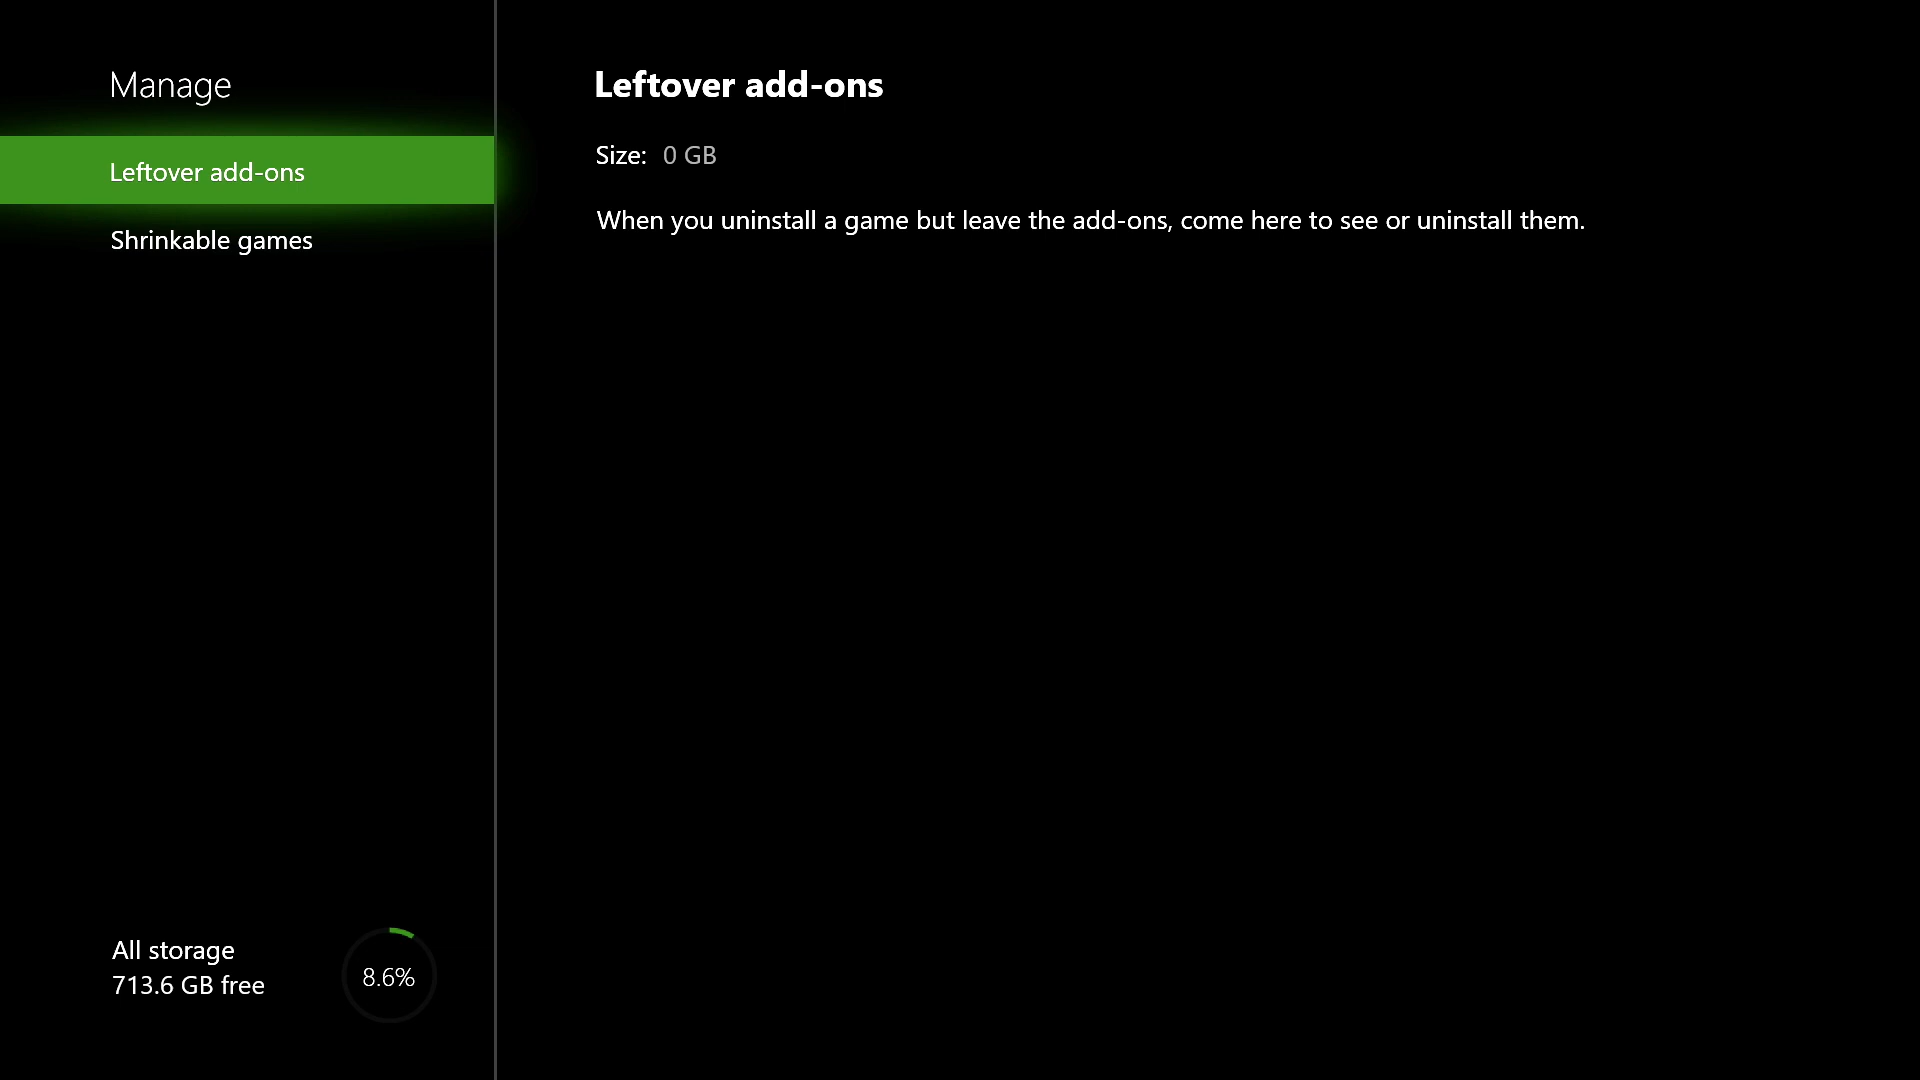 Manage
Leftover add-ons
Shrinkable games
All storage
713.6 GB free
8.6%
Leftover add-ons
Size: 0 GB
When you uninstall a game but leave the add-ons, come here to see or uninstall them.